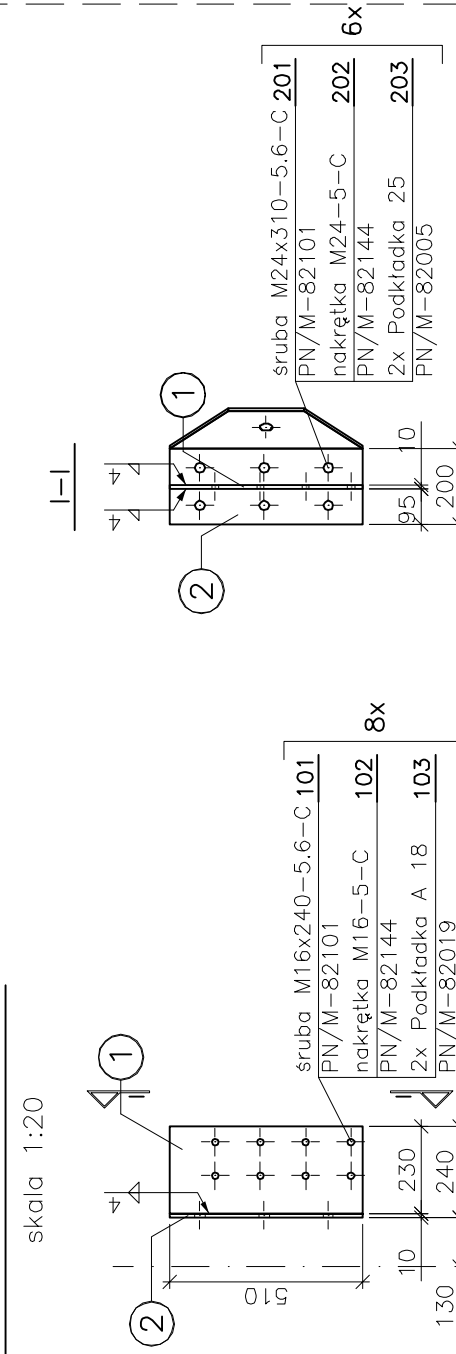 skala 1:20
1
2
4
I
I
śruba M16x240-5.6-C 101
PN/M-82101
nakrętka M16-5-C 102
PN/M-82144
2x Podkładka A 18 103
PN/M-82019
8x
510
10
230
130
240
I-I
1
2
4
4
śruba M24x310-5.6-C 201
PN/M-82101
nakrętka M24-5-C 202
PN/M-82144
2x Podkładka 25 203
PN/M-82005
6x
95
10
200